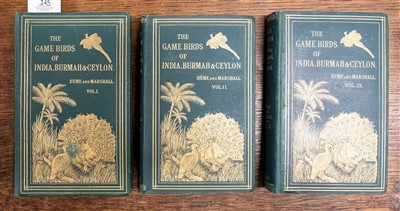 245
THE
GAME BIRDS
OF
INDIA, BURMAH & CEYLON.
HUME AND MARSHALL.
VOL. I.
THE
GAME BIRDS
OF
INDIA, BURMAH & CEYLON.
HUME AND MARSHALL.
VOL. II
THE
GAME BIRDS
OF
INDIA, BURMAH & CEYLON.
HUME AND MARSHALL.
VOL. III